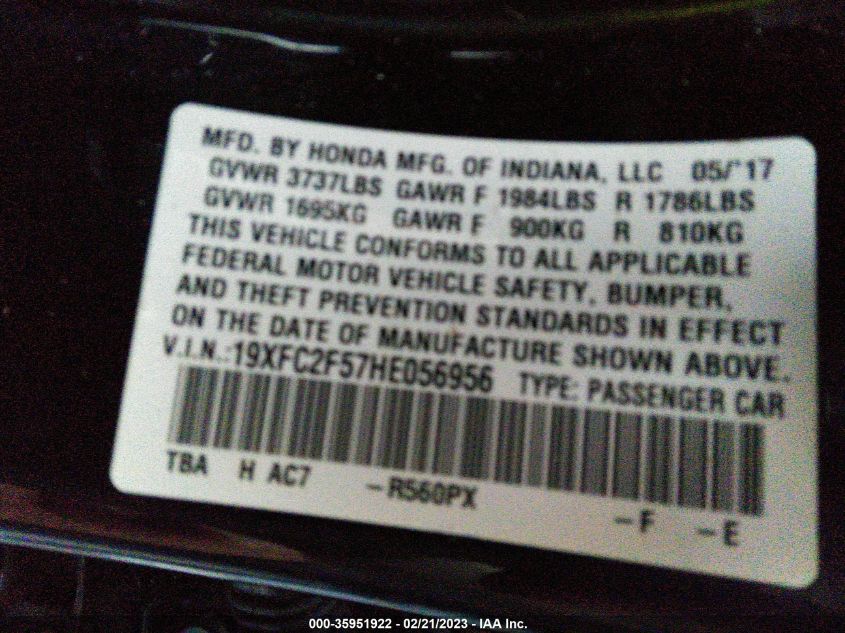 MFD. BY HONDA MFG. OF INDIANA, LLC 05/'17
GVWR 3737LBS GAWR F 1984LBS R 1786LBS
GVWR 1695KG GAWR F 900KG R 810KG
THIS VEHICLE CONFORMS TO ALL APPLICABLE
FEDERAL MOTOR VEHICLE SAFETY, BUMPER,
AND THEFT PREVENTION STANDARDS IN EFFECT
ON THE DATE OF MANUFACTURE SHOWN ABOVE.
V.I.N.:19XFC2F57HE056956 TYPE: PASSENGER CAR
TBA H AC7 -R560PX -F -E
000-35951922 - 02/21/2023 - IAA Inc.